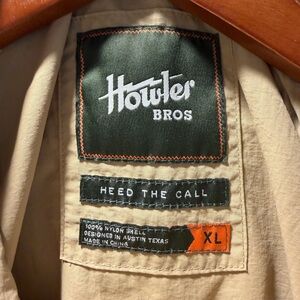 Howler
BROS
HEED THE CALL
100% NYLON SHELL
DESIGNED IN AUSTIN TEXAS
MADE IN CHINA
XL